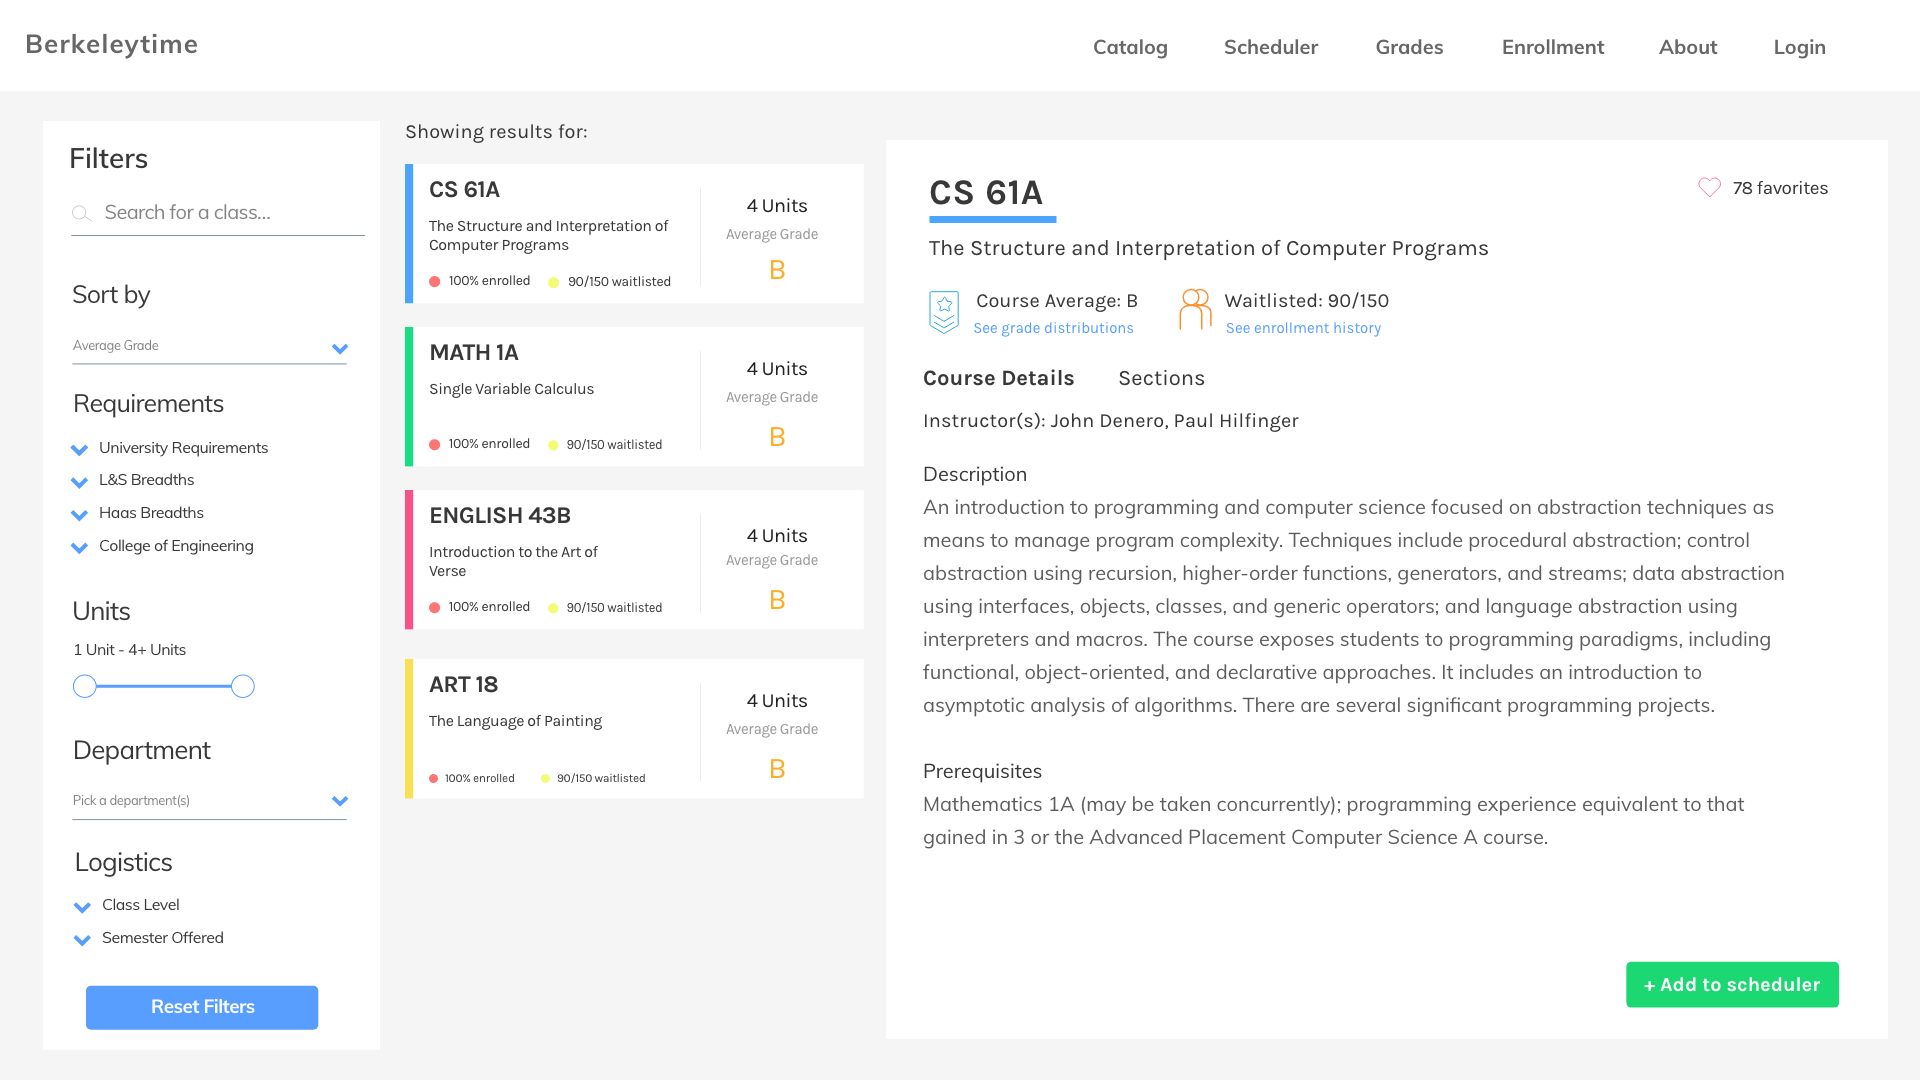 Berkeleytime
Catalog
Scheduler
Grades
Enrollment
About
Login
Filters
Search for a class...
Sort by
Average Grade
Requirements
University Requirements
L&S Breadths
Haas Breadths
College of Engineering
Units
1 Unit - 4+ Units
Department
Pick a department(s)
Logistics
Class Level
Semester Offered
Reset Filters
Showing results for:
CS 61A
The Structure and Interpretation of
Computer Programs
100% enrolled
90/150 waitlisted
4 Units
Average Grade
B
MATH 1A
Single Variable Calculus
100% enrolled
90/150 waitlisted
4 Units
Average Grade
B
ENGLISH 43B
Introduction to the Art of
Verse
100% enrolled
90/150 waitlisted
4 Units
Average Grade
B
ART 18
The Language of Painting
100% enrolled
90/150 waitlisted
4 Units
Average Grade
B
CS 61A
78 favorites
The Structure and Interpretation of Computer Programs
Course Average: B
See grade distributions
Waitlisted: 90/150
See enrollment history
Course Details
Sections
Instructor(s): John Denero, Paul Hilfinger
Description
An introduction to programming and computer science focused on abstraction techniques as
means to manage program complexity. Techniques include procedural abstraction; control
abstraction using recursion, higher-order functions, generators, and streams; data abstraction
using interfaces, objects, classes, and generic operators; and language abstraction using
interpreters and macros. The course exposes students to programming paradigms, including
functional, object-oriented, and declarative approaches. It includes an introduction to
asymptotic analysis of algorithms. There are several significant programming projects.
Prerequisites
Mathematics 1A (may be taken concurrently); programming experience equivalent to that
gained in 3 or the Advanced Placement Computer Science A course.
+ Add to scheduler